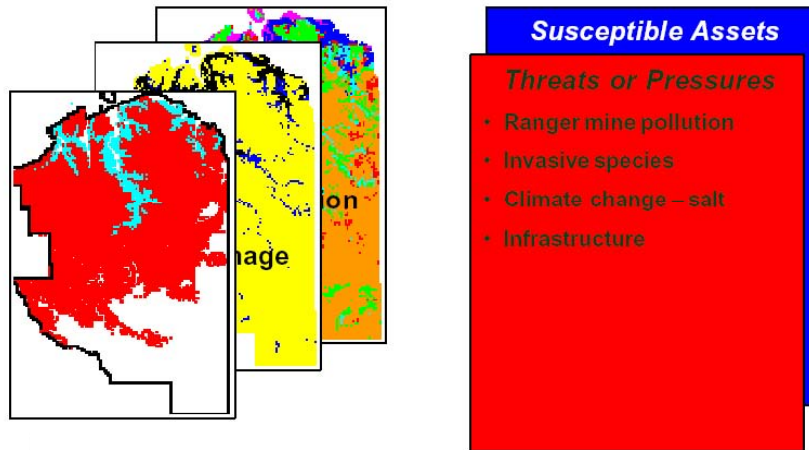 Susceptible Assets
Threats or Pressures
• Ranger mine pollution
• Invasive species
• Climate change – salt
• Infrastructure
ion
nage